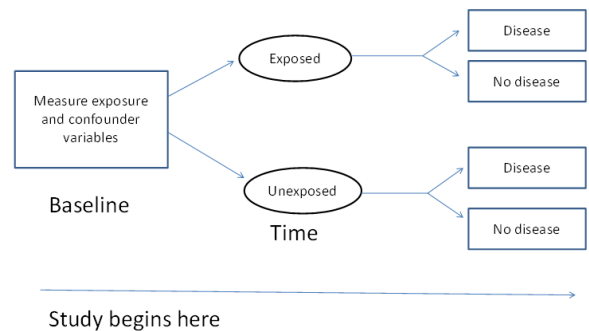 Measure exposure
and confounder
variables
Baseline
Exposed
Unexposed
Time
Disease
No disease
Disease
No disease
Study begins here